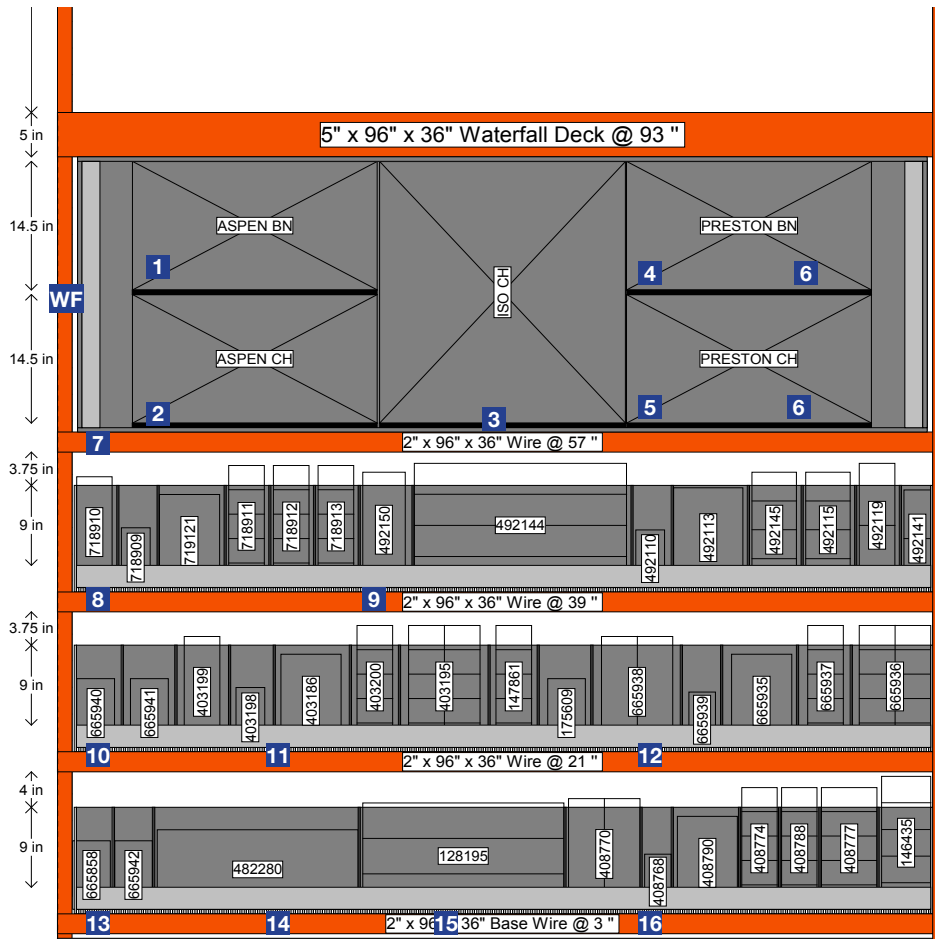 5 in
5" x 96" x 36" Waterfall Deck @ 93 "
14.5 in
ASPEN BN
PRESTON BN
1
ISO CH
4
6
WF
14.5 in
ASPEN CH
PRESTON CH
2
3
5
6
7
2" x 96" x 36" Wire @ 57 "
3.75 in
9 in
718910
718909
719121
718911
718912
718913
492150
492144
492110
492113
492145
492115
492119
492141
8
9
2" x 96" x 36" Wire @ 39 "
3.75 in
9 in
665940
665941
403199
403198
403186
403200
403195
147861
175609
665938
665939
665935
665937
665936
10
11
2" x 96" x 36" Wire @ 21 "
12
4 in
9 in
665858
665942
482280
128195
408770
408768
408790
408774
408788
408777
146435
13
14
2" x 96" x 36" Base Wire @ 3 "
15
16